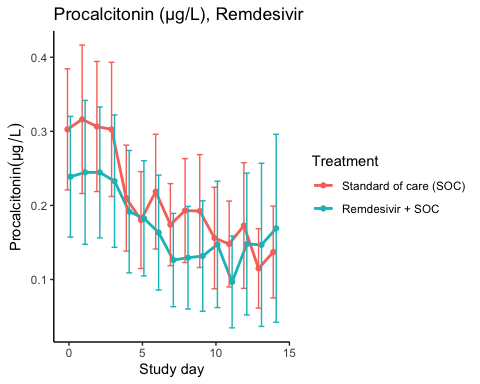 Procalcitonin (µg/L), Remdesivir
Procalcitonin(µg/L)
0.4
0.3
0.2
0.1
0 5 10 15
Study day
Treatment
Standard of care (SOC)
Remdesivir + SOC